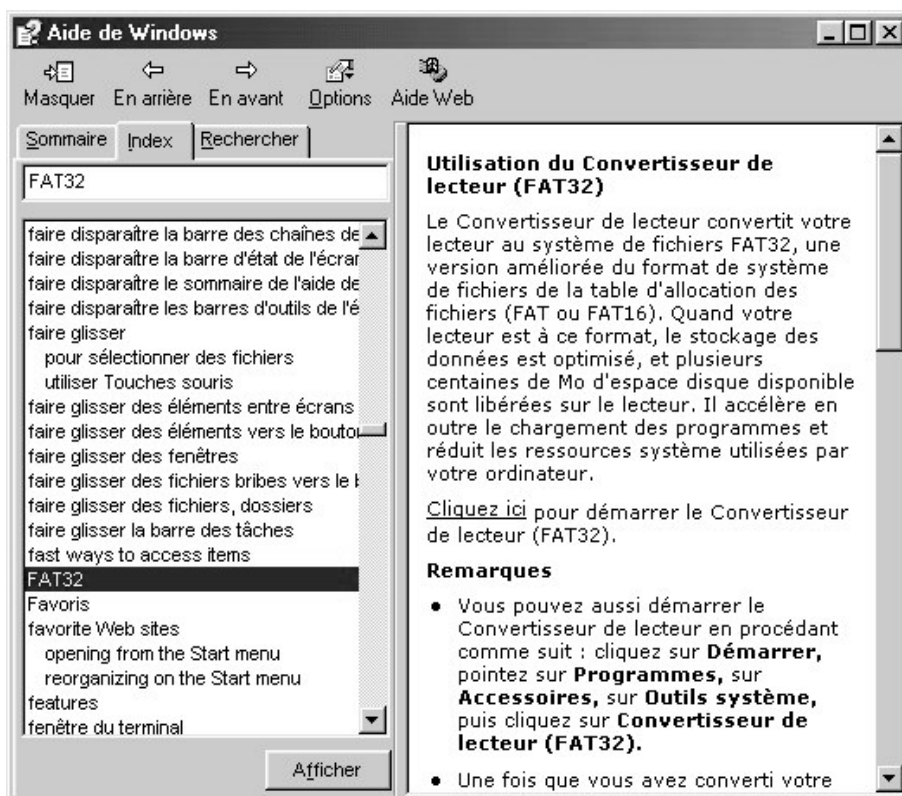 Aide de Windows
Masquer En arrière En avant Options Aide Web
Sommaire Index Rechercher
FAT32
faire disparaître la barre des chaînes de
faire disparaître la barre d'état de l'écran
faire disparaître le sommaire de l'aide de
faire disparaître les barres d'outils de l'é
faire glisser
pour sélectionner des fichiers
utiliser Touches souris
faire glisser des éléments entre écrans
faire glisser des éléments vers le bouton
faire glisser des fenêtres
faire glisser des fichiers bribes vers le b
faire glisser des fichiers, dossiers
faire glisser la barre des tâches
fast ways to access items
FAT32
Favoris
favorite Web sites
opening from the Start menu
reorganizing on the Start menu
features
fenêtre du terminal
Afficher
Utilisation du Convertisseur de
lecteur (FAT32)
Le Convertisseur de lecteur convertit votre
lecteur au système de fichiers FAT32, une
version améliorée du format de système
de fichiers de la table d'allocation des
fichiers (FAT ou FAT16). Quand votre
lecteur est à ce format, le stockage des
données est optimisé, et plusieurs
centaines de Mo d'espace disque disponible
sont libérées sur le lecteur. Il accélère en
outre le chargement des programmes et
réduit les ressources système utilisées par
votre ordinateur.
Cliquez ici pour démarrer le Convertisseur
de lecteur (FAT32).
Remarques
• Vous pouvez aussi démarrer le
Convertisseur de lecteur en procédant
comme suit : cliquez sur Démarrer,
pointez sur Programmes, sur
Accessoires, sur Outils système,
puis cliquez sur Convertisseur de
lecteur (FAT32).
• Une fois que vous avez converti votre